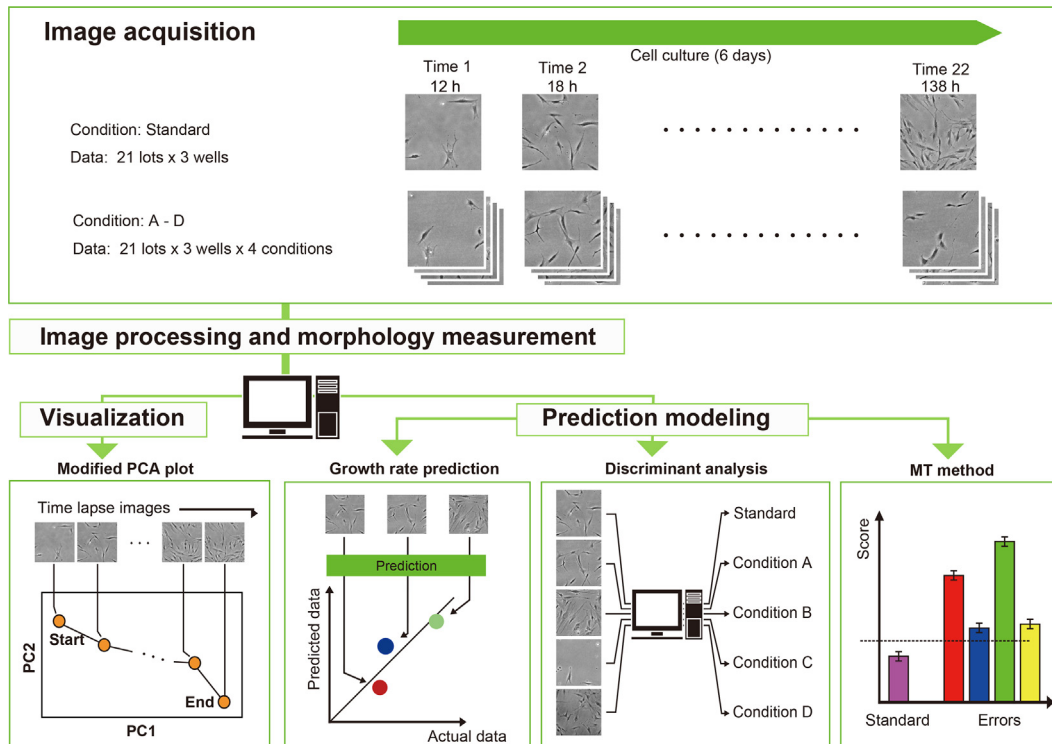 Image acquisition
Cell culture (6 days)
Time 1
12 h
Time 2
18 h
Time 22
138 h
Condition: Standard
Data: 21 lots x 3 wells
Condition: A - D
Data: 21 lots x 3 wells x 4 conditions
Image processing and morphology measurement
Visualization
Prediction modeling
Modified PCA plot
Time lapse images
Start
End
PC2
PC1
Growth rate prediction
Prediction
Predicted data
Actual data
Discriminant analysis
Standard
Condition A
Condition B
Condition C
Condition D
MT method
Score
Standard
Errors